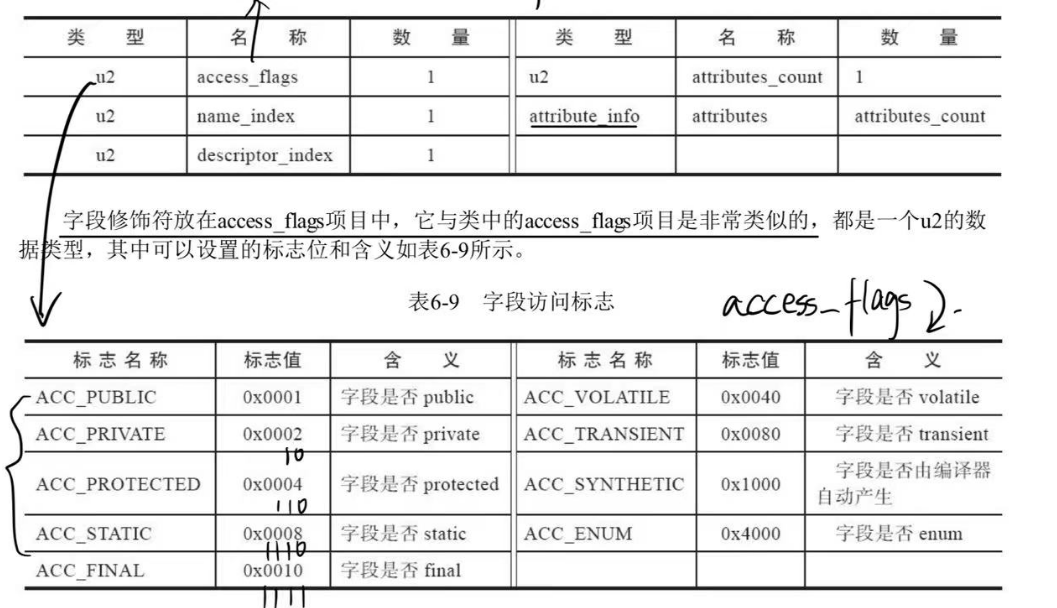 类 型 名 称 数 量 类 型 名 称 数 量
u2 access_flags 1 u2 attributes_count 1
u2 name_index 1 attribute_info attributes attributes_count
u2 descriptor_index 1
字段修饰符放在access_flags项目中，它与类中的access_flags项目是非常类似的，都是一个u2的数
据类型，其中可以设置的标志位和含义如表6-9所示。
表6-9 字段访问标志
access_flags
标志名称 标志值 含 义 标志名称 标志值 含 义
ACC_PUBLIC 0x0001 字段是否 public ACC_VOLATILE 0x0040 字段是否 volatile
ACC_PRIVATE 0x0002 字段是否 private ACC_TRANSIENT 0x0080 字段是否 transient
10
ACC_PROTECTED 0x0004 字段是否 protected ACC_SYNTHETIC 0x1000 字段是否由编译器
自动产生
110
ACC_STATIC 0x0008 字段是否 static ACC_ENUM 0x4000 字段是否 enum
1110
ACC_FINAL 0x0010 字段是否 final
1111